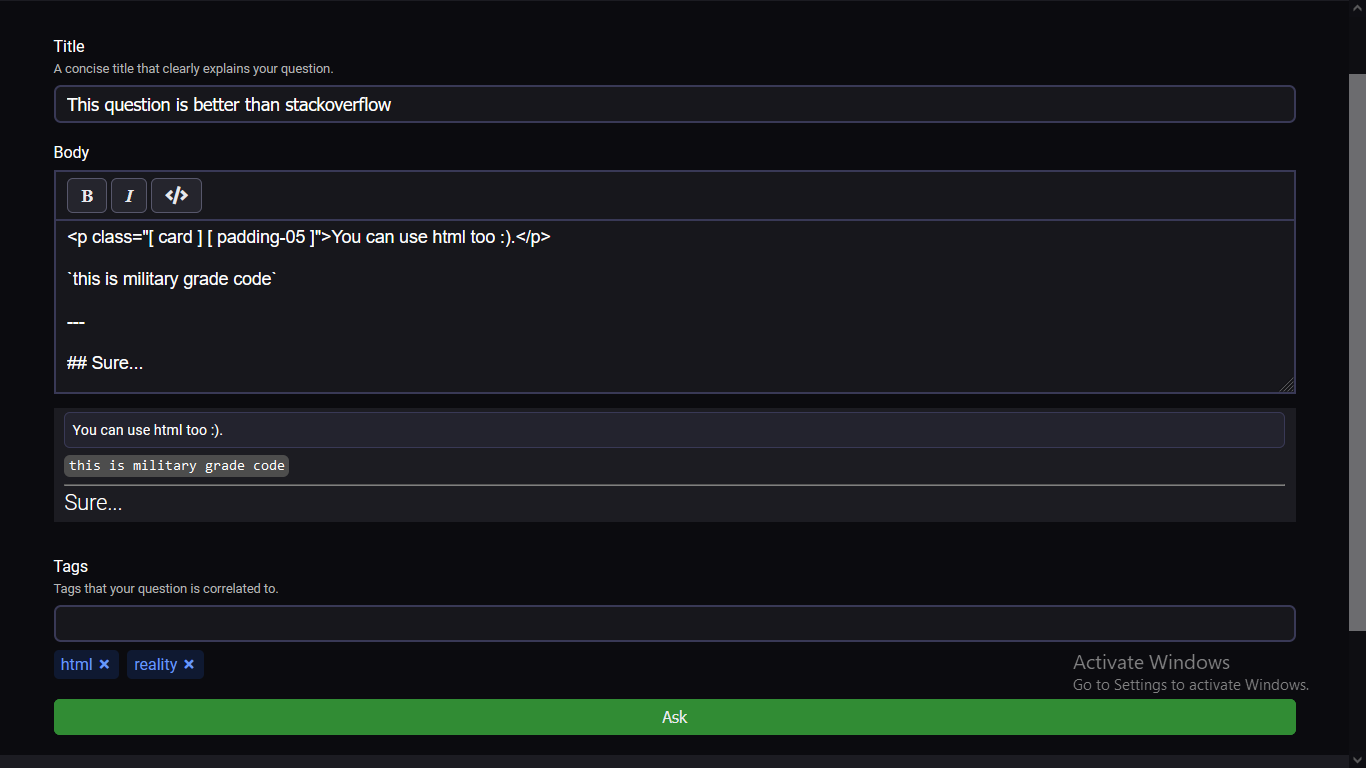 Title
A concise title that clearly explains your question.
This question is better than stackoverflow
Body
B I </>
<p class="[ card ] [ padding-05 ]">You can use html too :).</p>
`this is military grade code`
---
## Sure...
You can use html too :).
this is military grade code
Sure...
Tags
Tags that your question is correlated to.
html × reality ×
Activate Windows
Go to Settings to activate Windows.
Ask